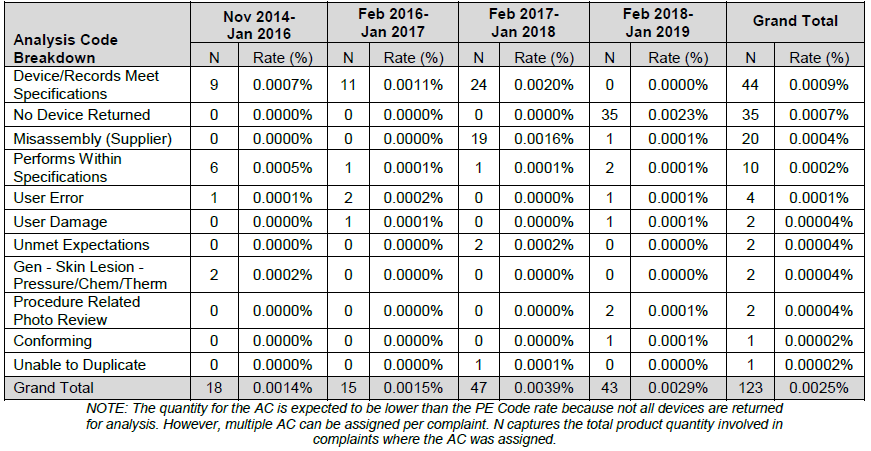 Analysis Code Breakdown | Nov 2014-Jan 2016 | Feb 2016-Jan 2017 | Feb 2017-Jan 2018 | Feb 2018-Jan 2019 | Grand Total
N | Rate (%) | N | Rate (%) | N | Rate (%) | N | Rate (%) | N | Rate (%)
Device/Records Meet Specifications | 9 | 0.0007% | 11 | 0.0011% | 24 | 0.0020% | 0 | 0.0000% | 44 | 0.0009%
No Device Returned | 0 | 0.0000% | 0 | 0.0000% | 0 | 0.0000% | 35 | 0.0023% | 35 | 0.0007%
Misassembly (Supplier) | 0 | 0.0000% | 0 | 0.0000% | 19 | 0.0016% | 1 | 0.0001% | 20 | 0.0004%
Performs Within Specifications | 6 | 0.0005% | 1 | 0.0001% | 1 | 0.0001% | 2 | 0.0001% | 10 | 0.0002%
User Error | 1 | 0.0001% | 2 | 0.0002% | 0 | 0.0000% | 1 | 0.0001% | 4 | 0.0001%
User Damage | 0 | 0.0000% | 1 | 0.0001% | 0 | 0.0000% | 1 | 0.0001% | 2 | 0.00004%
Unmet Expectations | 0 | 0.0000% | 0 | 0.0000% | 2 | 0.0002% | 0 | 0.0000% | 2 | 0.00004%
Gen - Skin Lesion - Pressure/Chem/Therm | 2 | 0.0002% | 0 | 0.0000% | 0 | 0.0000% | 0 | 0.0000% | 2 | 0.00004%
Procedure Related Photo Review | 0 | 0.0000% | 0 | 0.0000% | 0 | 0.0000% | 2 | 0.0001% | 2 | 0.00004%
Conforming | 0 | 0.0000% | 0 | 0.0000% | 0 | 0.0000% | 1 | 0.0001% | 1 | 0.00002%
Unable to Duplicate | 0 | 0.0000% | 0 | 0.0000% | 1 | 0.0001% | 0 | 0.0000% | 1 | 0.00002%
Grand Total | 18 | 0.0014% | 15 | 0.0015% | 47 | 0.0039% | 43 | 0.0029% | 123 | 0.0025%
NOTE: The quantity for the AC is expected to be lower than the PE Code rate because not all devices are returned
for analysis. However, multiple AC can be assigned per complaint. N captures the total product quantity involved in
complaints where the AC was assigned.